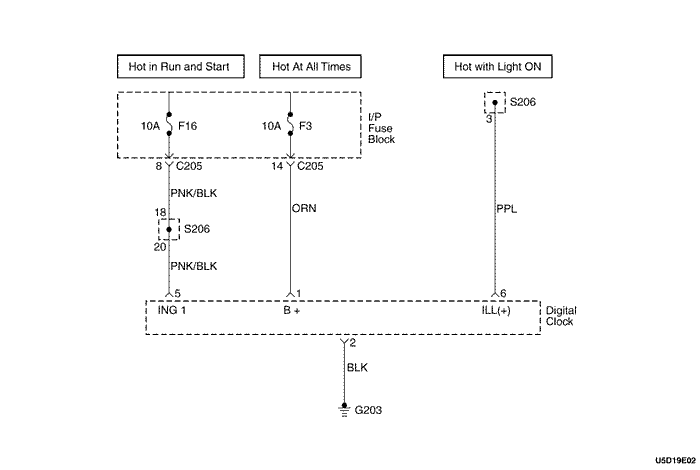 Hot in Run and Start
Hot At All Times
Hot with Light ON
10A F16
10A F3
I/P
Fuse
Block
S206
3
8 C205
14 C205
PNK/BLK
ORN
PPL
18
S206
20
PNK/BLK
5
1
6
ING 1
B +
ILL(+)
Digital
Clock
2
BLK
G203
U5D19E02